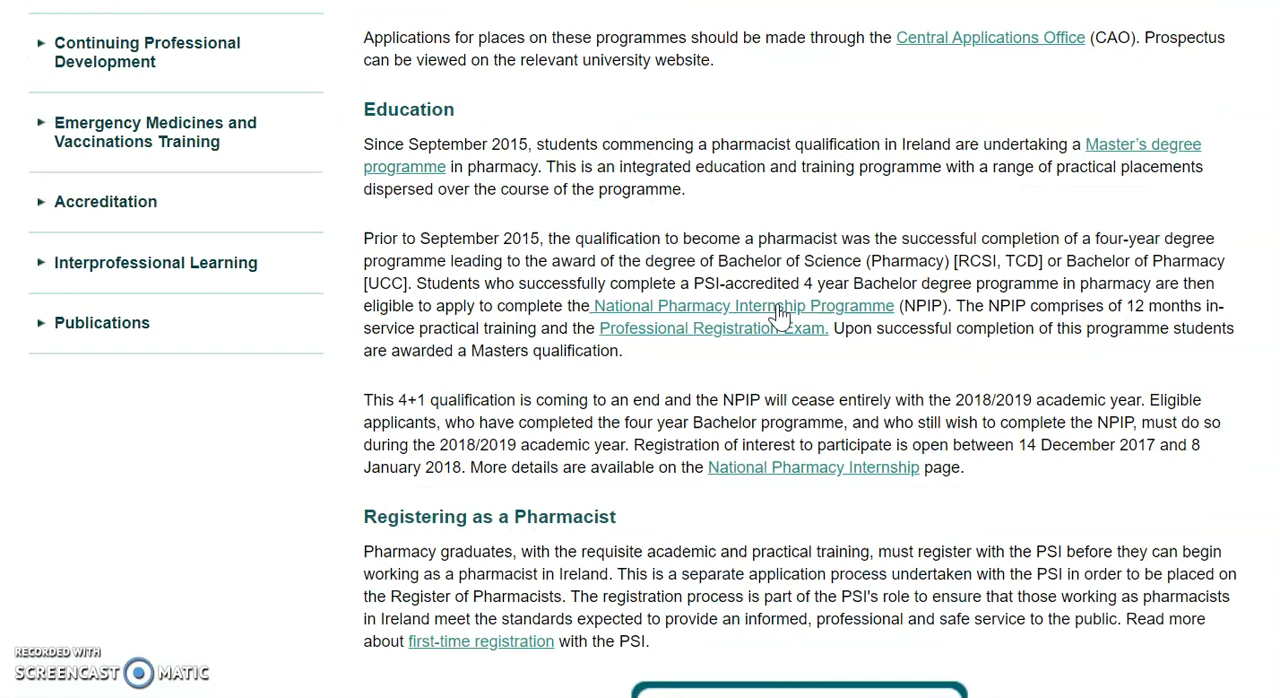 Continuing Professional
Development
Emergency Medicines and
Vaccinations Training
Accreditation
Interprofessional Learning
Publications
Applications for places on these programmes should be made through the Central Applications Office (CAO). Prospectus
can be viewed on the relevant university website.
Education
Since September 2015, students commencing a pharmacist qualification in Ireland are undertaking a Master’s degree
programme in pharmacy. This is an integrated education and training programme with a range of practical placements
dispersed over the course of the programme.
Prior to September 2015, the qualification to become a pharmacist was the successful completion of a four-year degree
programme leading to the award of the degree of Bachelor of Science (Pharmacy) [RCSI, TCD] or Bachelor of Pharmacy
[UCC]. Students who successfully complete a PSI-accredited 4 year Bachelor degree programme in pharmacy are then
eligible to apply to complete the National Pharmacy Internship Programme (NPIP). The NPIP comprises of 12 months in-
service practical training and the Professional Registration Exam. Upon successful completion of this programme students
are awarded a Masters qualification.
This 4+1 qualification is coming to an end and the NPIP will cease entirely with the 2018/2019 academic year. Eligible
applicants, who have completed the four year Bachelor programme, and who still wish to complete the NPIP, must do so
during the 2018/2019 academic year. Registration of interest to participate is open between 14 December 2017 and 8
January 2018. More details are available on the National Pharmacy Internship page.
Registering as a Pharmacist
Pharmacy graduates, with the requisite academic and practical training, must register with the PSI before they can begin
working as a pharmacist in Ireland. This is a separate application process undertaken with the PSI in order to be placed on
the Register of Pharmacists. The registration process is part of the PSI's role to ensure that those working as pharmacists
in Ireland meet the standards expected to provide an informed, professional and safe service to the public. Read more
about first-time registration with the PSI.
RECORDED WITH
SCREENCAST MATIC